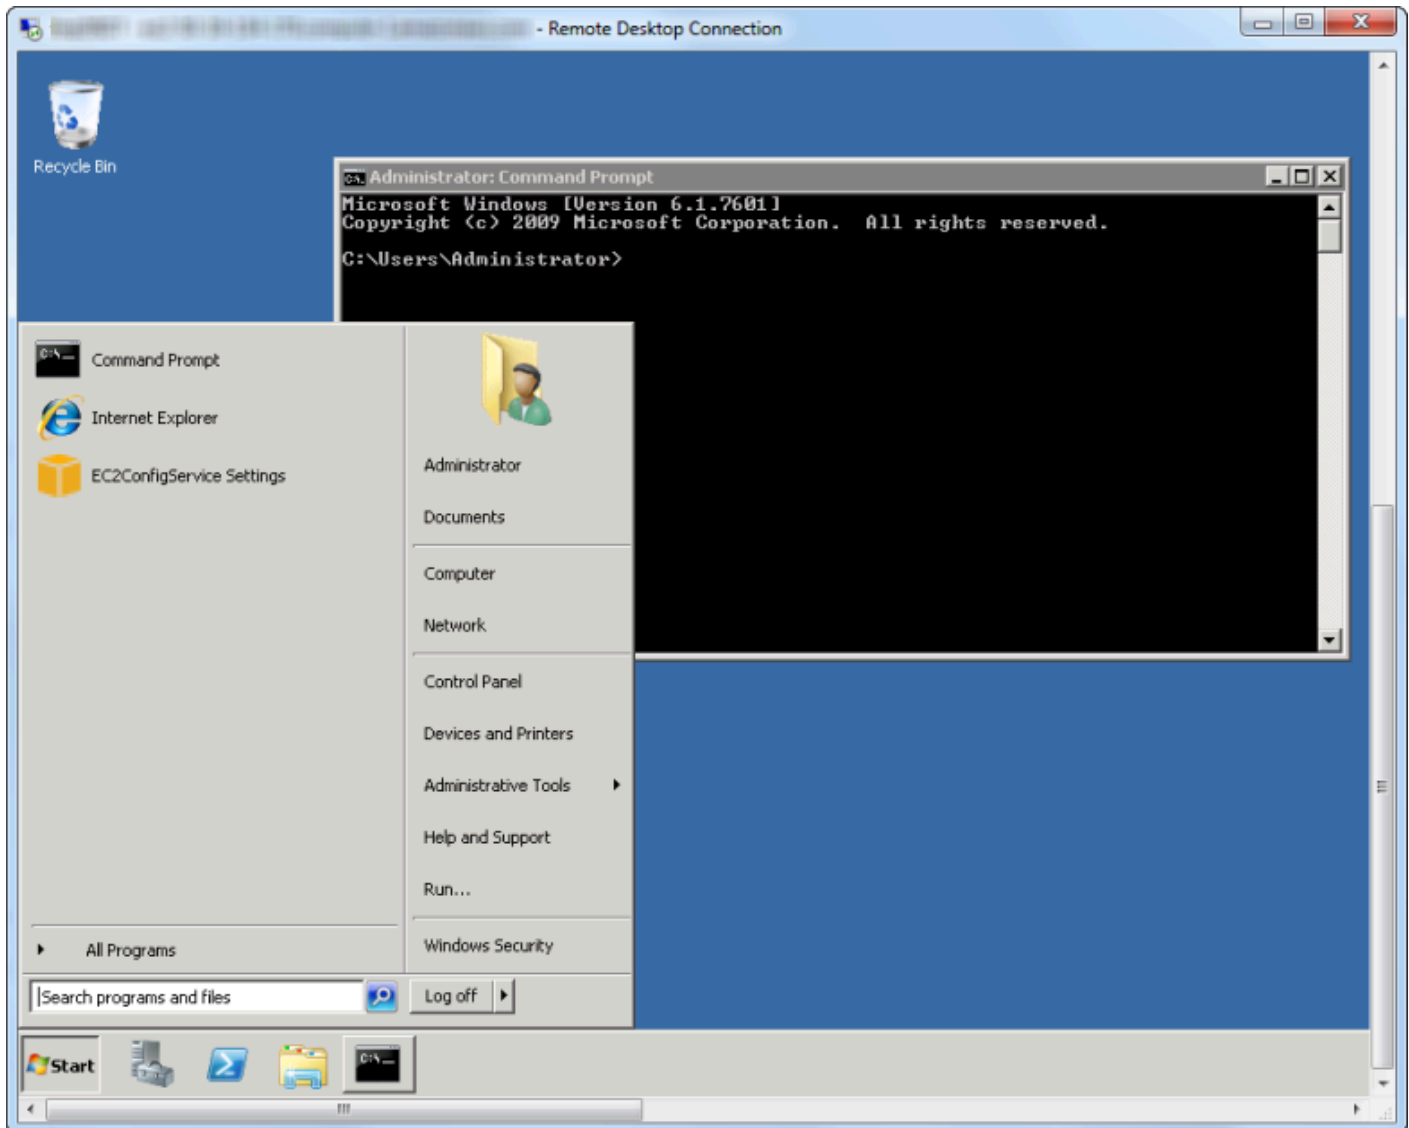 - Remote Desktop Connection
Recycle Bin
Administrator: Command Prompt
Microsoft Windows [Version 6.1.7601]
Copyright (c) 2009 Microsoft Corporation.  All rights reserved.
C:\Users\Administrator>
Command Prompt
Internet Explorer
EC2ConfigService Settings
All Programs
Search programs and files
Administrator
Documents
Computer
Network
Control Panel
Devices and Printers
Administrative Tools
Help and Support
Run...
Windows Security
Log off
Start